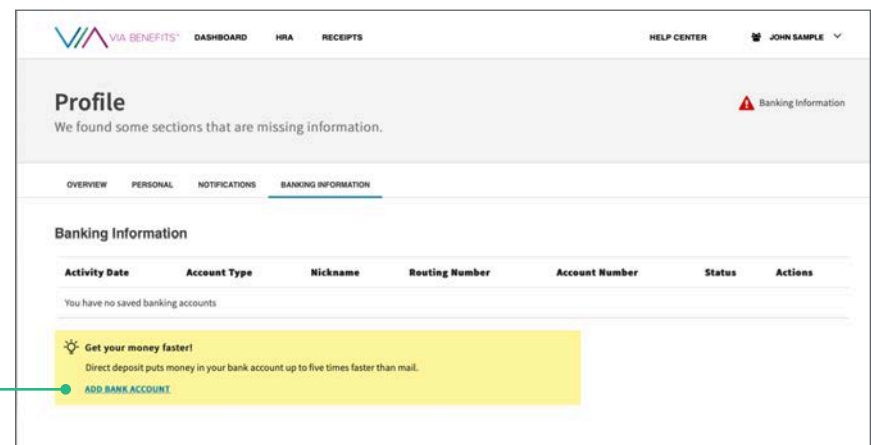 VIA BENEFITS DASHBOARD HRA RECEIPTS HELP CENTER JOHN SAMPLE
Profile
Banking Information
We found some sections that are missing information.
OVERVIEW PERSONAL NOTIFICATIONS BANKING INFORMATION
Banking Information
Activity Date Account Type Nickname Routing Number Account Number Status Actions
You have no saved banking accounts
Get your money faster!
Direct deposit puts money in your bank account up to five times faster than mail.
ADD BANK ACCOUNT